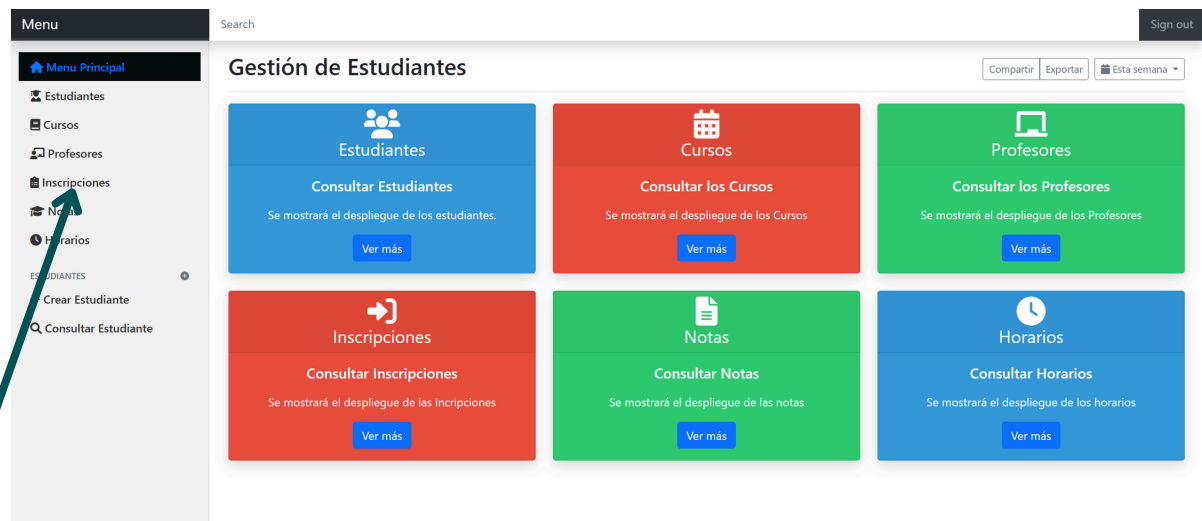 Menu
Search
Sign out
Menu Principal
Estudiantes
Cursos
Profesores
Inscripciones
Notas
Horarios
ESTUDIANTES
Crear Estudiante
Consultar Estudiante
Gestión de Estudiantes
Compartir
Exportar
Esta semana
Estudiantes
Consultar Estudiantes
Se mostrará el despliegue de los estudiantes.
Ver más
Cursos
Consultar los Cursos
Se mostrará el despliegue de los Cursos
Ver más
Profesores
Consultar los Profesores
Se mostrará el despliegue de los Profesores
Ver más
Inscripciones
Consultar Inscripciones
Se mostrará el despliegue de las Incripciones
Ver más
Notas
Consultar Notas
Se mostrará el despliegue de las notas
Ver más
Horarios
Consultar Horarios
Se mostrará el despliegue de los horarios
Ver más